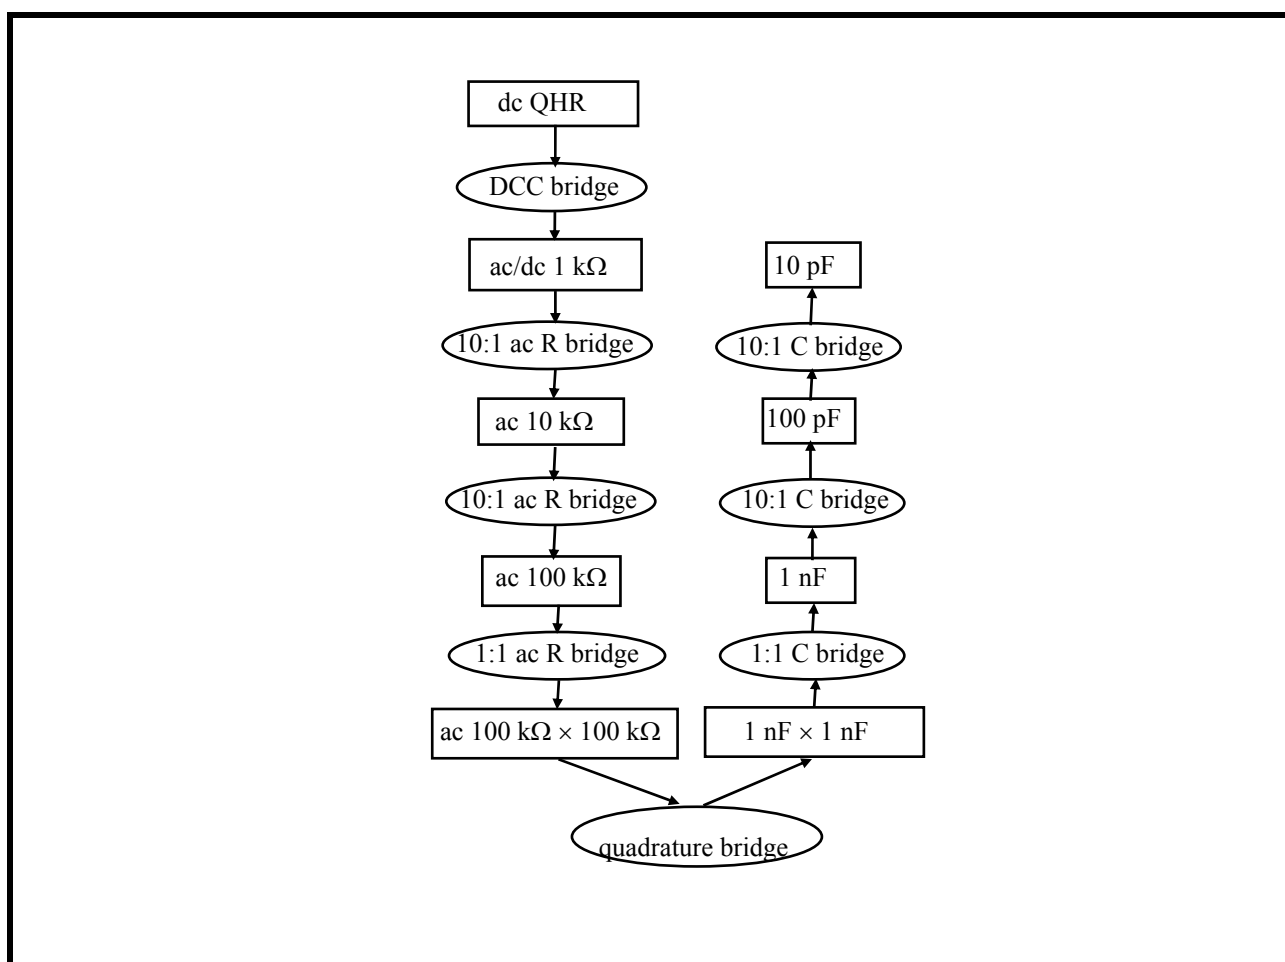 dc QHR
DCC bridge
ac/dc 1 kΩ
10:1 ac R bridge
ac 10 kΩ
10:1 ac R bridge
ac 100 kΩ
1:1 ac R bridge
ac 100 kΩ × 100 kΩ
quadrature bridge
1 nF × 1 nF
1:1 C bridge
1 nF
10:1 C bridge
100 pF
10:1 C bridge
10 pF